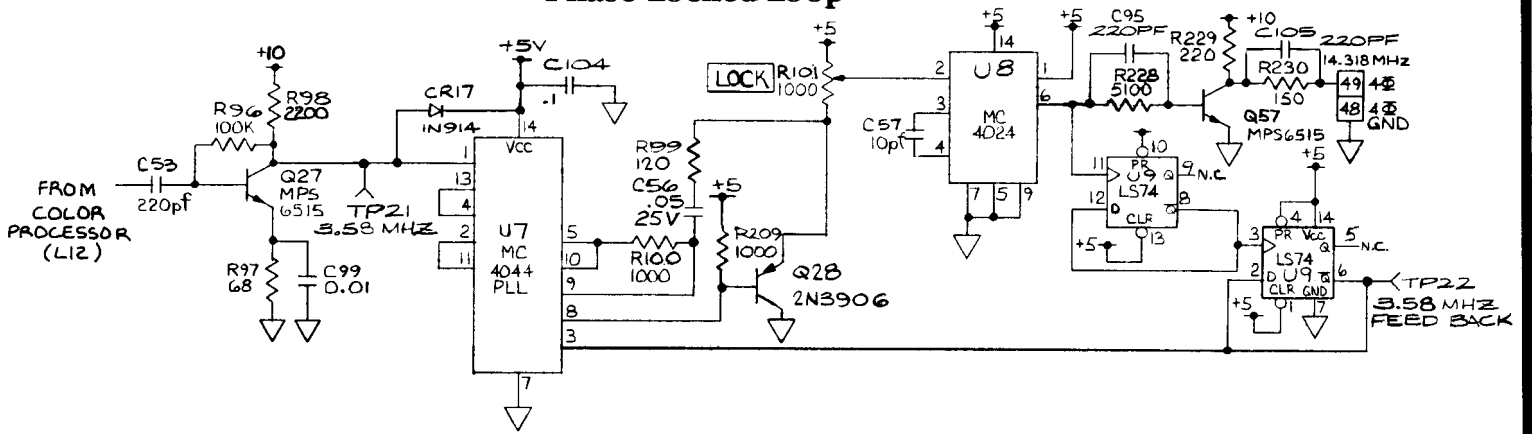 Phase Locked Loop
+10
R96
100K
R98
2200
C53
220pf
FROM
COLOR
PROCESSOR
(L12)
Q27
MPS
6515
R97
68
C99
0.01
TP21
3.58 MHZ
CR17
1N914
+5V
C104
.1
14
VCC
1
13
4
2
11
U7
MC
4044
PLL
5
10
9
8
3
7
R99
120
C56
.05
25V
R100
1000
+5
R209
1000
Q28
2N3906
+5
LOCK
R101
1000
+5
14
U8
MC
4024
2
3
4
C57
10pf
7
5
9
1
6
+5
C95
220PF
R228
5100
+10
R229
220
C105
220PF
R230
150
14.318MHz
49
4Φ
48
4Φ
GND
Q57
MPS6515
10
PR
11
U9
Q
9
N.C.
LS74
12
D
Q
8
CLR
13
+5
+5
4
14
PR
VCC
3
Q
5
N.C.
LS74
2
D
U9
Q
6
CLR
GND
1
7
+5
TP22
3.58 MHZ
FEED BACK